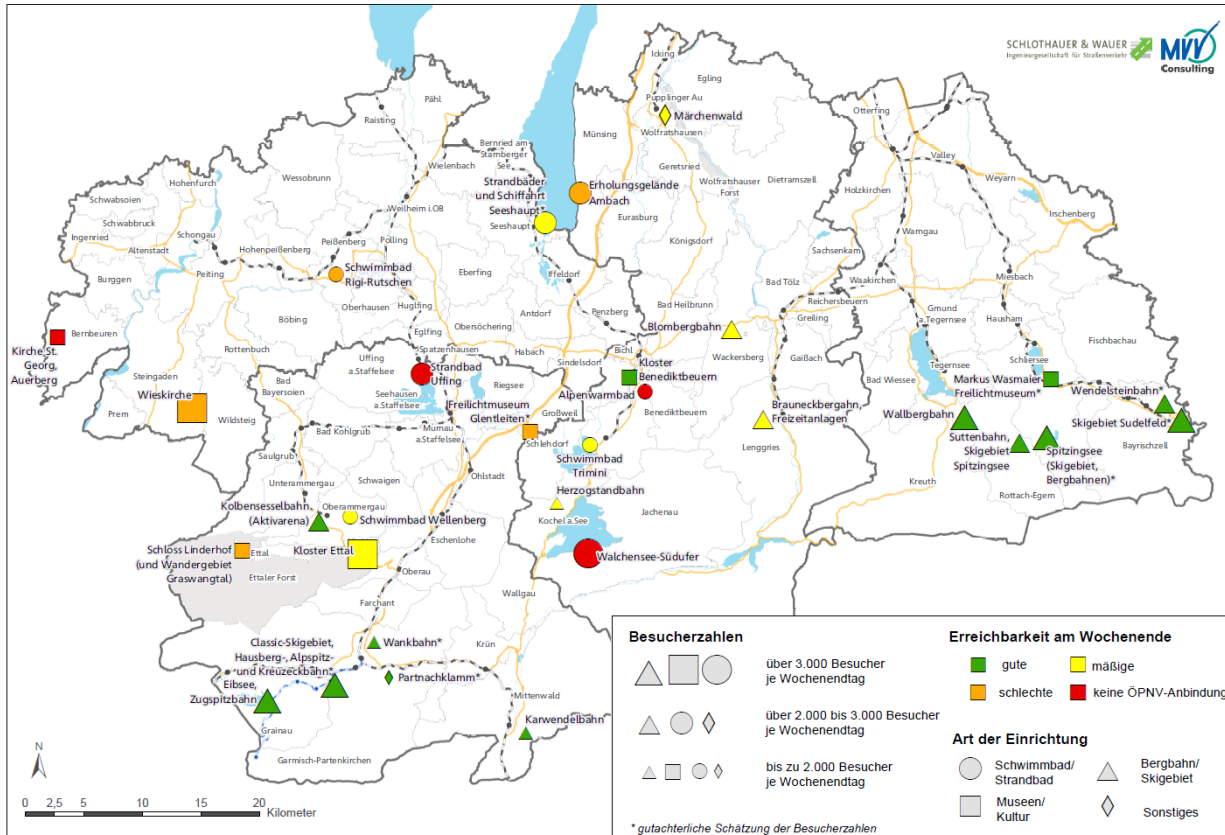 SCHLOTHAUER & WAUER
Ingenieurgesellschaft für Straßenverkehr
MVV
Consulting
Icking
Egling
Pähl
Pupplinger Au
Märchenwald
Wolfratshausen
Otterfing
Raisting
Bernried am
Starnberger
See
Münsing
Valley
Wielenbach
Geretsried
Weyarn
Wessobrunn
Strandbäder
und Schiffahrt
Seeshaupt
Seeshaupt
Erholungsgelände
Ambach
Wolfratshauser
Forst
Dietramszell
Hohenfurch
Holzkirchen
Schwabsoien
Weilheim i.OB
Eurasburg
Irschenberg
Schwabbruck
Warngau
Ingenried
Altenstadt
Schongau
Hohenpeißenberg
Peißenberg
Polling
Königsdorf
Sachsenkam
Peiting
Schwimmbad
Rigi-Rutschen
Eberfing
Iffeldorf
Miesbach
Burggen
Bad Tölz
Waakirchen
Oberhausen
Huglfing
Antdorf
Penzberg
Bad Heilbrunn
Reichersbeuern
Gmund
a.Tegernsee
Hausham
Böbing
Eglfing
Obersöchering
Blombergbahn
Greiling
Bernbeuren
Spatzenhausen
Habach
Bichl
Wackersberg
Fischbachau
Kirche St.
Georg,
Auerberg
Rottenbuch
Uffing
a.Staffelsee
Sindelsdorf
Kloster
Benediktbeuern
Gaißach
Schliersee
Steingaden
Bad
Bayersoien
Strandbad
Uffing
Riegsee
Tegernsee
Markus Wasmaier
Freilichtmuseum*
Wendelsteinbahn*
Wieskirche
Seehausen
a.Staffelsee
Freilichtmuseum
Glentleiten*
Großweil
Alpenwarmbad
Bad Wiessee
Prem
Wildsteig
Benediktbeuern
Brauneckbergahn,
Freizeitanlagen
Wallbergbahn
Skigebiet Sudelfeld*
Bad Kohlgrub
Murnau
a.Staffelsee
Schlehdorf
Suttenbahn,
Skigebiet
Spitzingsee
Spitzingsee
(Skigebiet,
Bergbahnen)*
Bayrischzell
Saulgrub
Ohlstadt
Schwimmbad
Trimini
Lenggries
Kreuth
Rottach-Egern
Unterammergau
Schwaigen
Herzogstandbahn
Kolbensesselbahn
(Aktivarena)
Oberammergau
Schwimmbad Wellenberg
Kochel a.See
Jachenau
Eschenlohe
Schloss Linderhof
(und Wandergebiet
Graswangtal)
Ettal
Kloster Ettal
Walchensee-Südufer
Ettaler Forst
Oberau
Wallgau
Farchant
Classic-Skigebiet,
Hausberg-, Alpspitz-
und Kreuzeckbahn*
Wankbahn*
Krün
Eibsee,
Zugspitzbahn
Partnachklamm*
Mittenwald
Grainau
Karwendelbahn
Garmisch-Partenkirchen
N
0 2,5 5 10 15 20
Kilometer
Besucherzahlen
über 3.000 Besucher
je Wochenendtag
über 2.000 bis 3.000 Besucher
je Wochenendtag
bis zu 2.000 Besucher
je Wochenendtag
* gutachterliche Schätzung der Besucherzahlen
Erreichbarkeit am Wochenende
gute
mäßige
schlechte
keine ÖPNV-Anbindung
Art der Einrichtung
Schwimmbad/
Strandbad
Bergbahn/
Skigebiet
Museen/
Kultur
Sonstiges